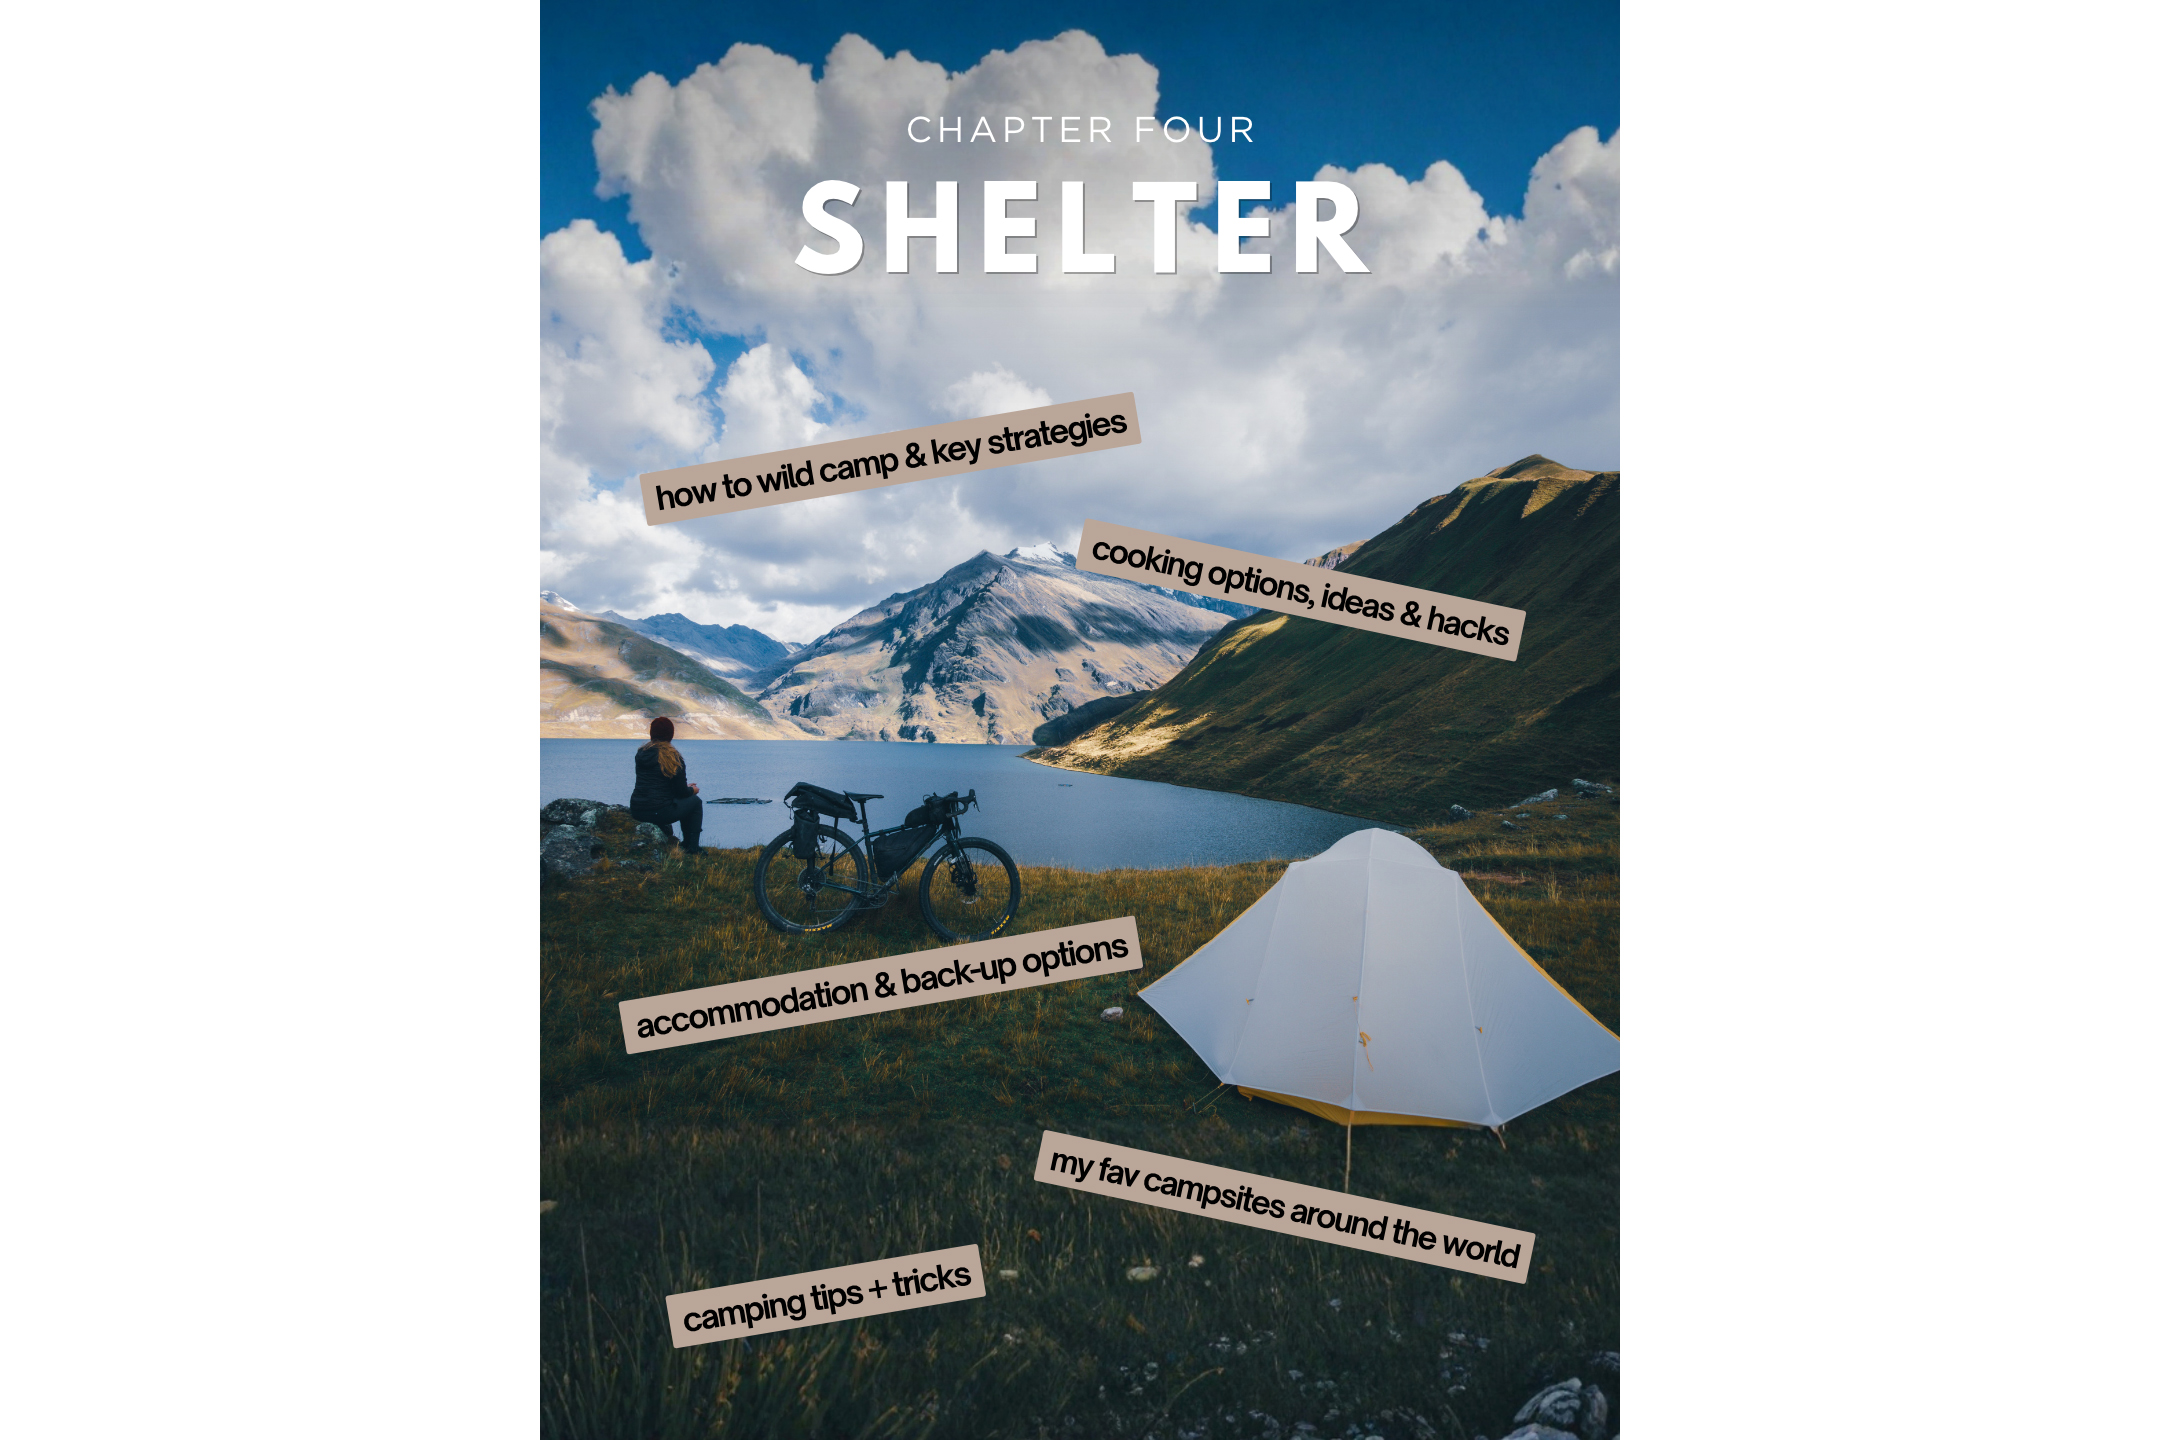 CHAPTER FOUR
SHELTER
how to wild camp & key strategies
cooking options, ideas & hacks
accommodation & back-up options
my fav campsites around the world
camping tips + tricks